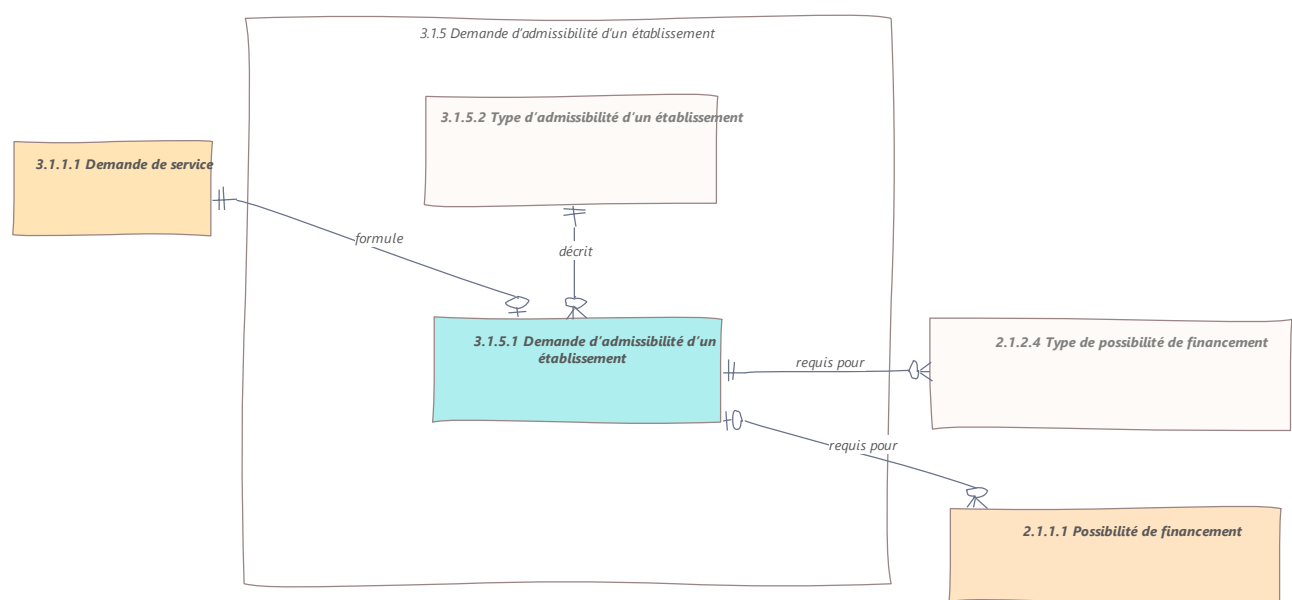 3.1.5 Demande d'admissibilité d'un établissement
3.1.5.2 Type d'admissibilité d'un établissement
3.1.1.1 Demande de service
formule
décrit
3.1.5.1 Demande d'admissibilité d'un
établissement
requis pour
2.1.2.4 Type de possibilité de financement
requis pour
2.1.1.1 Possibilité de financement